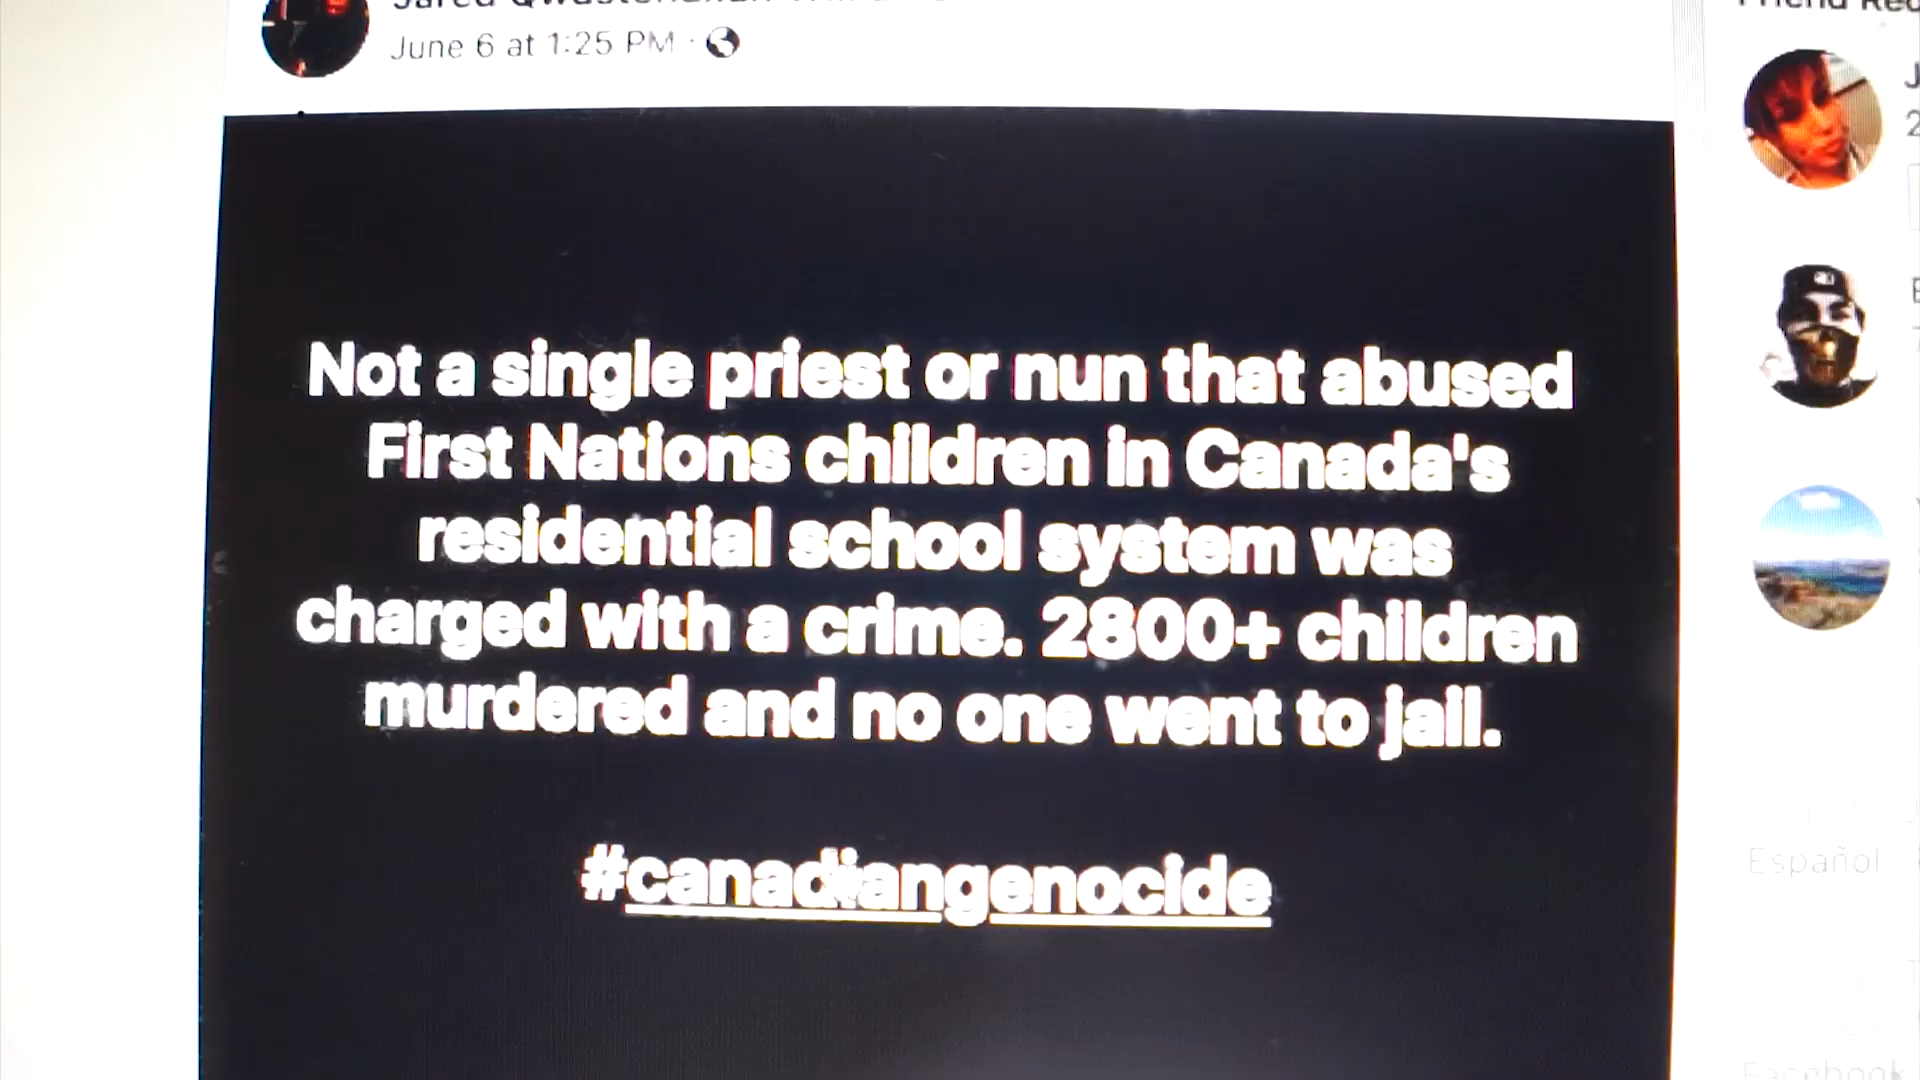 June 6 at 1:25 PM ·
Not a single priest or nun that abused
First Nations children in Canada's
residential school system was
charged with a crime. 2800+ children
murdered and no one went to jail.
#canadiangenocide
Español
Facebook